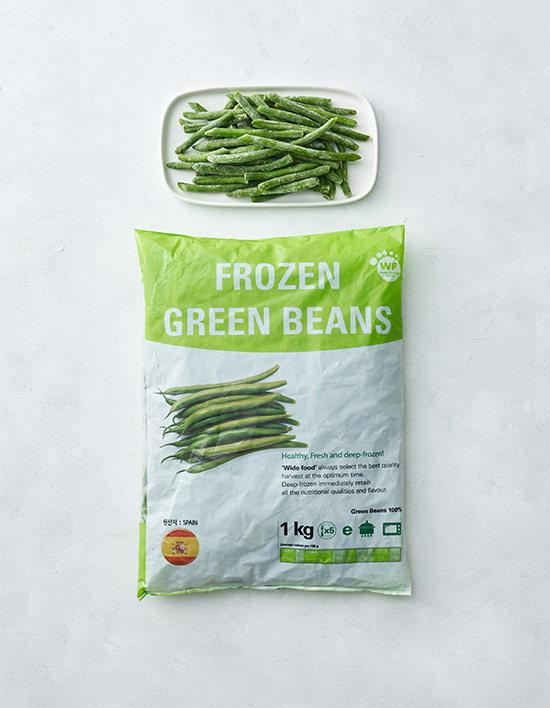 FROZEN
GREEN BEANS
WF
Healthy, Fresh and deep-frozen!
"Wide food" always select the best quality
harvest at the optimum time.
Deep-frozen immediately retain
all the nutritional qualities and flavour.
Green Beans 100%
원산지 : SPAIN
1 kg x5 e